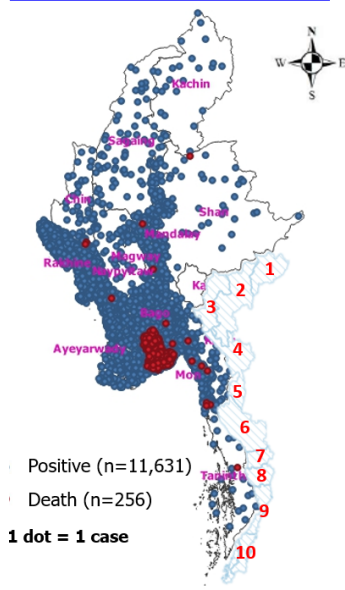 N
W E
S
Kachin
Sagaing
Chin
Shan
Mandalay
Magway
Rakhine
Naypyitaw
1
2
Ka
3
Bago
Ayeyarwady
4
Mon
5
6
7
Positive (n=11,631)
8
Death (n=256)
9
1 dot = 1 case
10